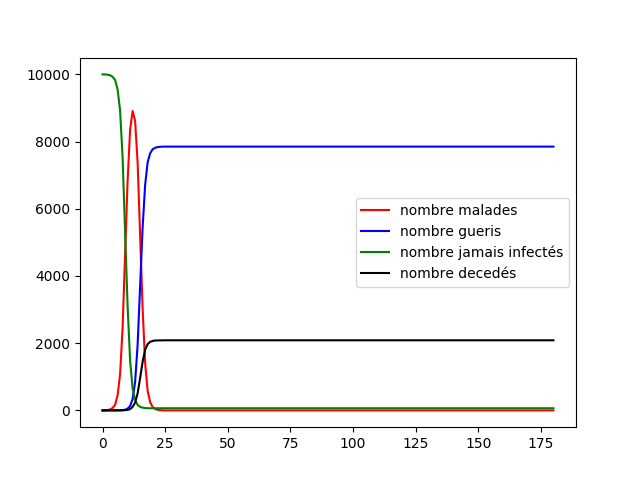 10000
8000
6000
4000
2000
0
nombre malades
nombre gueris
nombre jamais infectés
nombre decedés
0 25 50 75 100 125 150 175